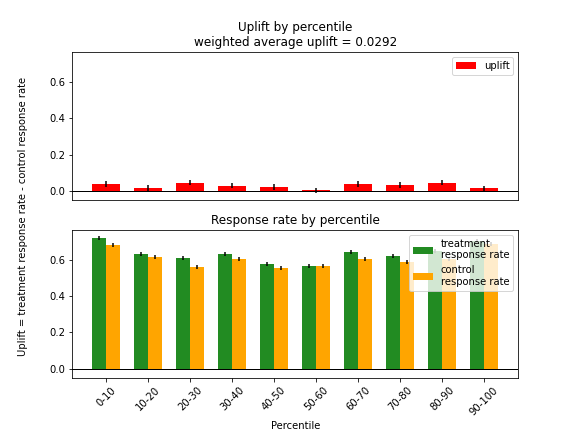 Uplift by percentile
weighted average uplift = 0.0292
uplift
0.6
0.4
0.2
0.0
Uplift = treatment response rate - control response rate
Response rate by percentile
treatment
response rate
control
response rate
0.6
0.4
0.2
0.0
0-10
10-20
20-30
30-40
40-50
50-60
60-70
70-80
80-90
90-100
Percentile